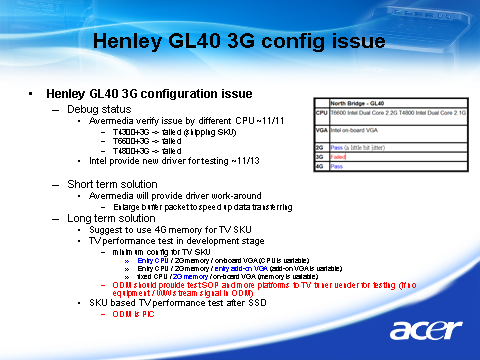 Henley GL40 3G config issue
• Henley GL40 3G configuration issue
– Debug status
• Avermedia verify issue by different CPU ~11/11
– T4300+3G -> failed (shipping SKU)
– T6600+3G -> failed
– T4800+3G -> failed
• Intel provide new driver for testing ~11/13
– Short term solution
• Avermedia will provide driver work-around
– Enlarge buffer packet to speed up data transferring
– Long term solution
• Suggest to use 4G memory for TV SKU
• TV performance test in development stage
– minimum config for TV SKU
» Entry CPU / 2G memory / on-board VGA (CPU is variable)
» Entry CPU / 2G memory / entry add-on VGA (add-on VGA is variable)
» fixed CPU / 2G memory / on-board VGA (memory is variable)
– ODM should provide test SOP and more platforms to TV tuner vender for testing (if no
equipment / WW stream signal in ODM)
• SKU based TV performance test after SSD
– ODM is PIC
North Bridge - GL40
CPU T6600 Intel Dual Core 2.2G T4800 Intel Dual Core 2.1G
VGA Intel on-board VGA
2G Pass (a little bit jitter)
3G Failed
4G Pass
acer